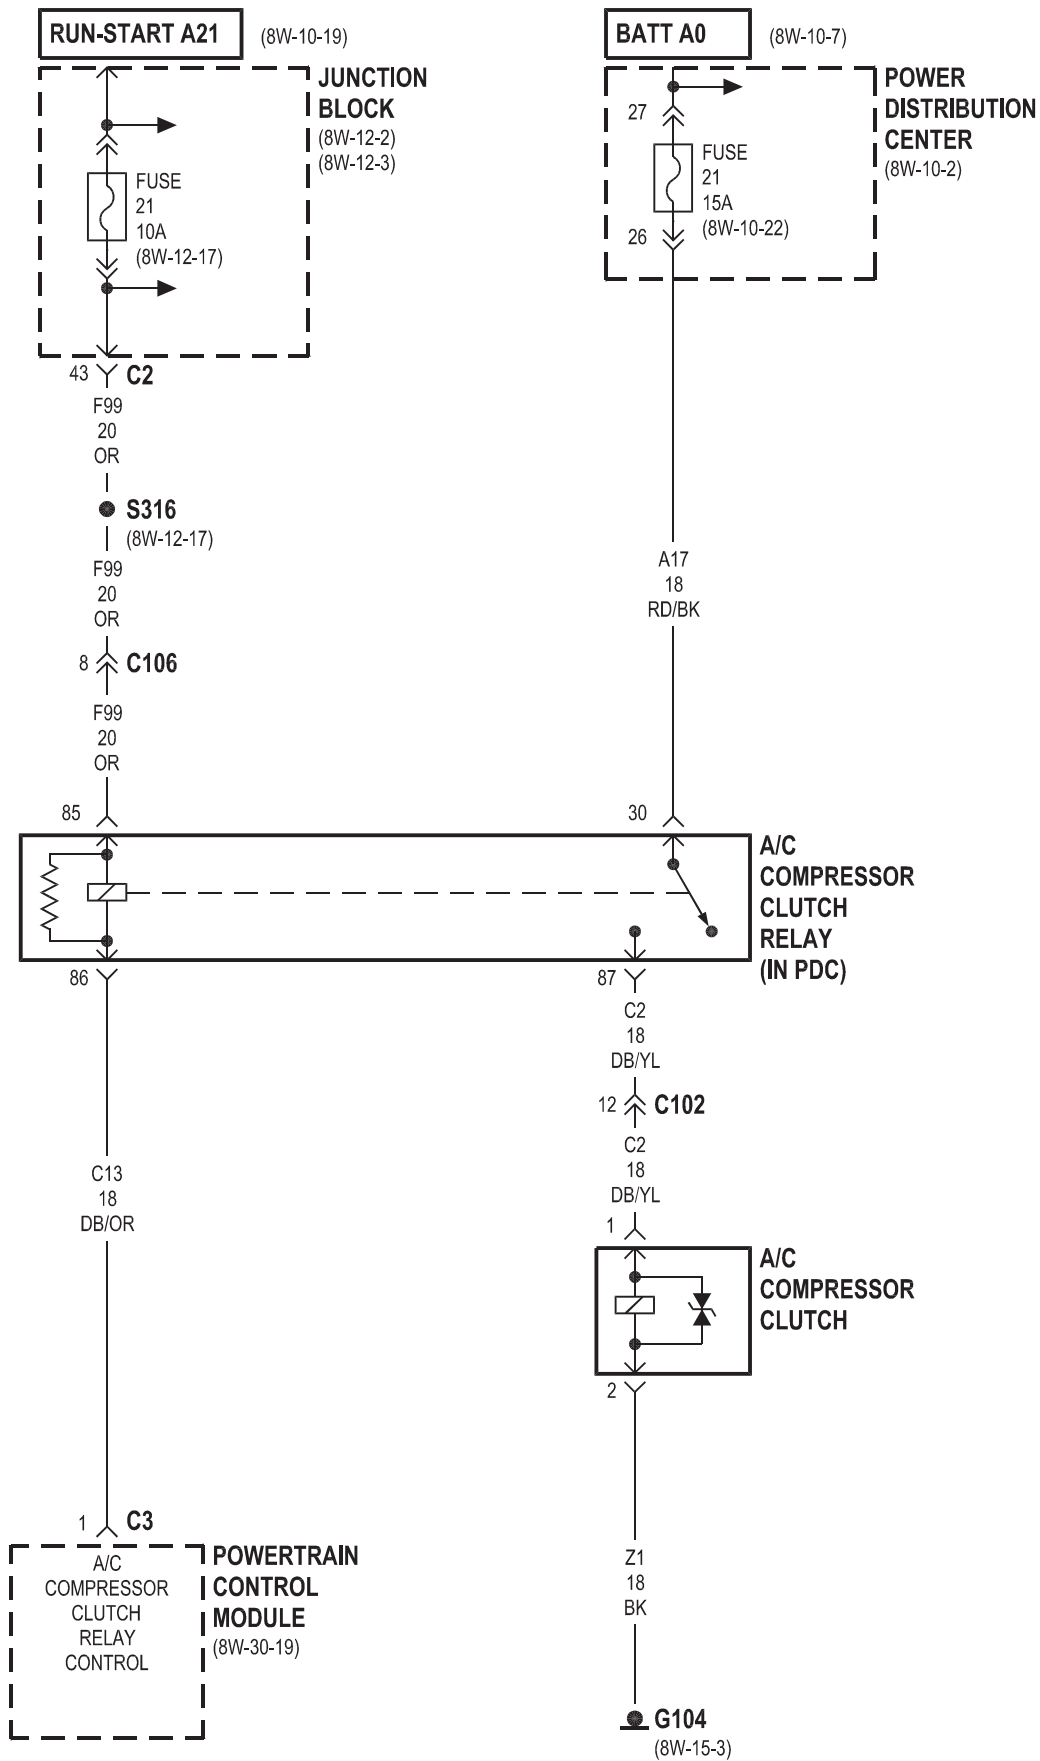 RUN-START A21
(8W-10-19)
JUNCTION
BLOCK
(8W-12-2)
(8W-12-3)
FUSE
21
10A
(8W-12-17)
43
C2
F99
20
OR
S316
(8W-12-17)
F99
20
OR
8
C106
F99
20
OR
85
BATT A0
(8W-10-7)
POWER
DISTRIBUTION
CENTER
(8W-10-2)
27
FUSE
21
15A
(8W-10-22)
26
A17
18
RD/BK
30
A/C
COMPRESSOR
CLUTCH
RELAY
(IN PDC)
86
C13
18
DB/OR
1
C3
A/C
COMPRESSOR
CLUTCH
RELAY
CONTROL
POWERTRAIN
CONTROL
MODULE
(8W-30-19)
87
C2
18
DB/YL
12
C102
C2
18
DB/YL
1
A/C
COMPRESSOR
CLUTCH
2
Z1
18
BK
G104
(8W-15-3)